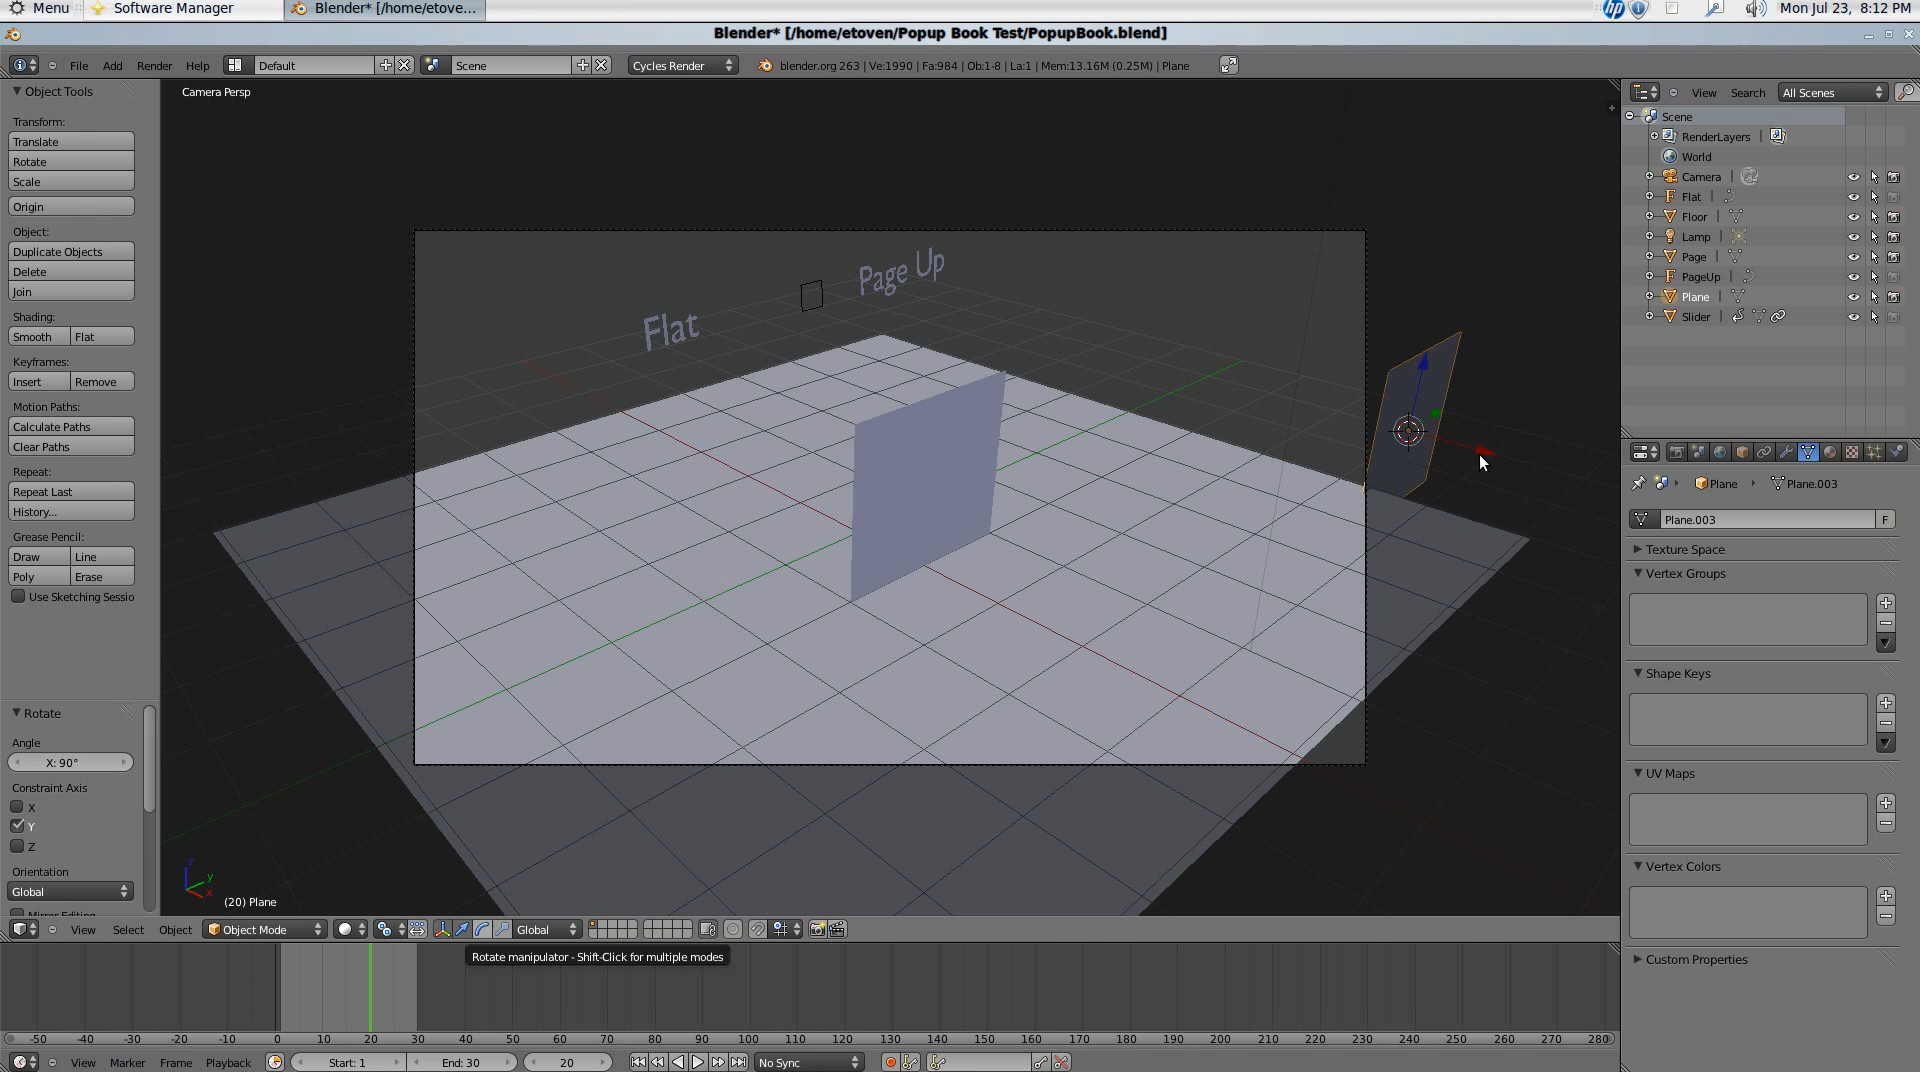 Menu Software Manager Blender* [/home/etove... hp Mon Jul 23, 8:12 PM
Blender* [/home/etoven/Popup Book Test/PopupBook.blend]
File Add Render Help Default Scene Cycles Render blender.org 263 | Ve:1990 | Fa:984 | Ob:1-8 | La:1 | Mem:13.16M (0.25M) | Plane
Object Tools
Transform:
Translate
Rotate
Scale
Origin
Object:
Duplicate Objects
Delete
Join
Shading:
Smooth Flat
Keyframes:
Insert Remove
Motion Paths:
Calculate Paths
Clear Paths
Repeat:
Repeat Last
History...
Grease Pencil:
Draw Line
Poly Erase
Use Sketching Sessio
Rotate
Angle
X: 90°
Constraint Axis
X
Y
Z
Orientation
Global
Camera Persp
Page Up
Flat
z
y
x
(20) Plane
View Search All Scenes
Scene
RenderLayers |
World
Camera |
Flat |
Floor |
Lamp |
Page |
PageUp |
Plane |
Slider |
Plane Plane.003
Plane.003 F
Texture Space
Vertex Groups
Shape Keys
UV Maps
Vertex Colors
Custom Properties
View Select Object Object Mode Global
Rotate manipulator - Shift-Click for multiple modes
-50 -40 -30 -20 -10 0 10 20 30 40 50 60 70 80 90 100 110 120 130 140 150 160 170 180 190 200 210 220 230 240 250 260 270 280
View Marker Frame Playback Start: 1 End: 30 20 No Sync